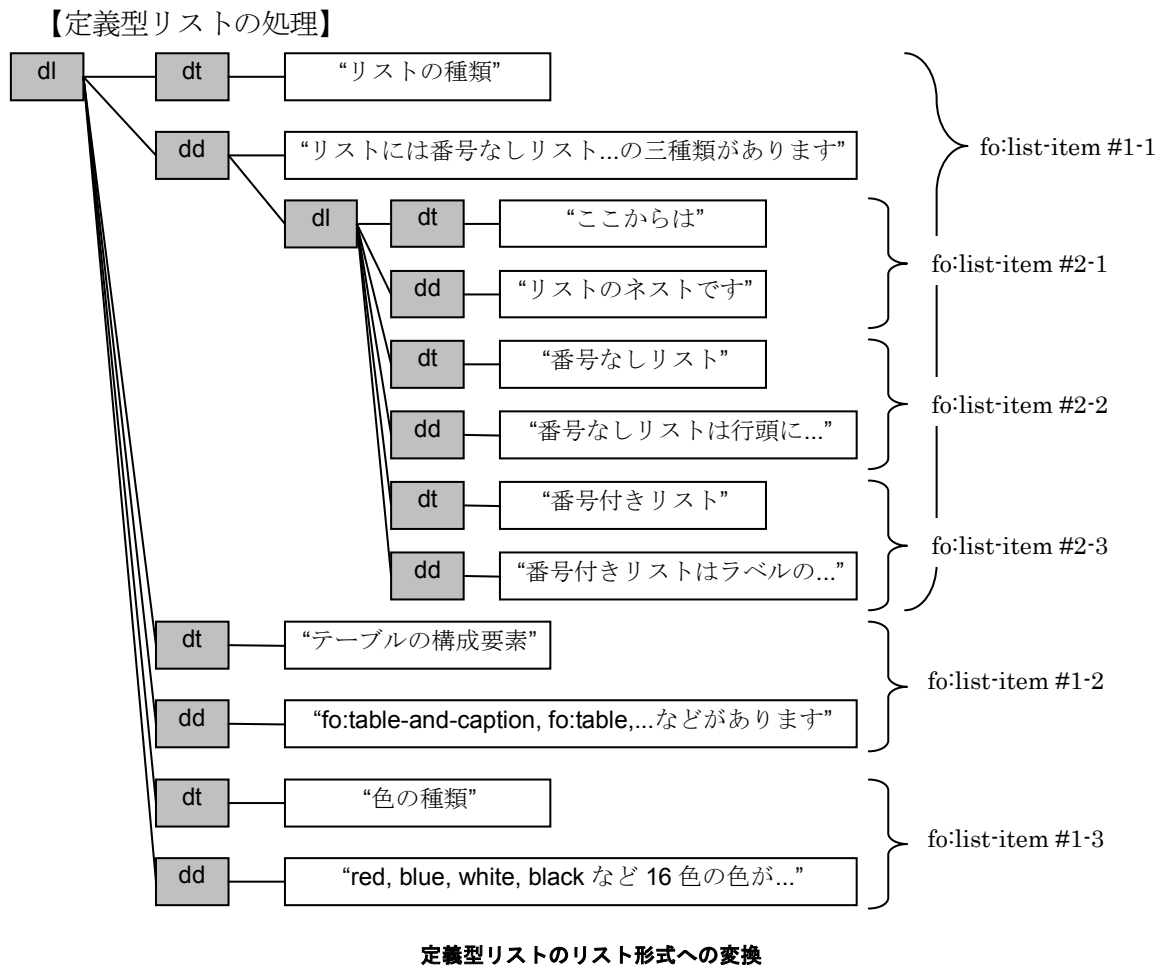 【定義型リストの処理】
dl dt “リストの種類”
dd “リストには番号なしリスト...の三種類があります” fo:list-item #1-1
dl dt “ここからは”
fo:list-item #2-1
dd “リストのネストです”
dt “番号なしリスト”
fo:list-item #2-2
dd “番号なしリストは行頭に...”
dt “番号付きリスト”
fo:list-item #2-3
dd “番号付きリストはラベルの...”
dt “テーブルの構成要素”
fo:list-item #1-2
dd “fo:table-and-caption, fo:table,...などがあります”
dt “色の種類”
fo:list-item #1-3
dd “red, blue, white, black など 16 色の色が...”
定義型リストのリスト形式への変換